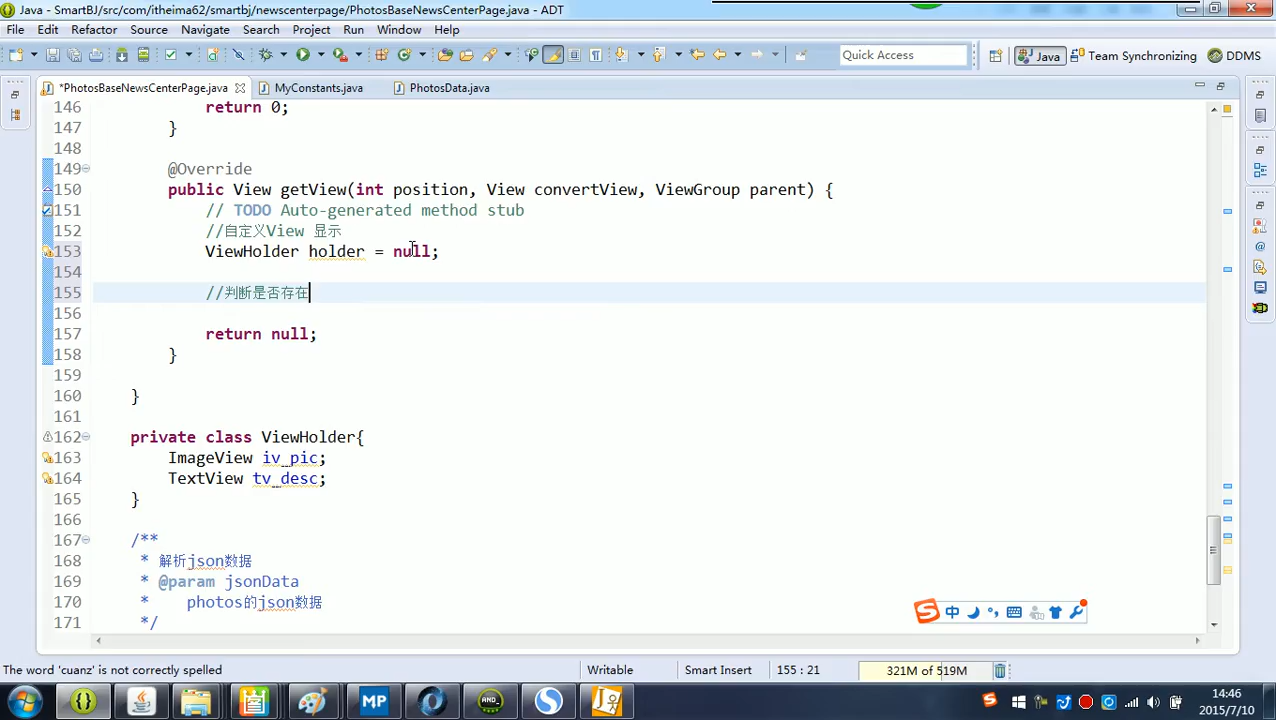 Java - SmartBJ/src/com/itheima62/smartbj/newscenterpage/PhotosBaseNewsCenterPage.java - ADT
File Edit Refactor Source Navigate Search Project Run Window Help
Quick Access Java Team Synchronizing DDMS
*PhotosBaseNewsCenterPage.java MyConstants.java PhotosData.java
146 return 0;
147 }
148
149 @Override
150 public View getView(int position, View convertView, ViewGroup parent) {
151 // TODO Auto-generated method stub
152 //自定义View 显示
153 ViewHolder holder = null;
154
155 //判断是否存在
156
157 return null;
158 }
159
160 }
161
162 private class ViewHolder{
163 ImageView iv_pic;
164 TextView tv_desc;
165 }
166
167 /**
168 * 解析json数据
169 * @param jsonData
170 * photos的json数据
171 */
中
The word 'cuanz' is not correctly spelled Writable Smart Insert 155 : 21 321M of 519M
MP AND_
14:46
2015/7/10